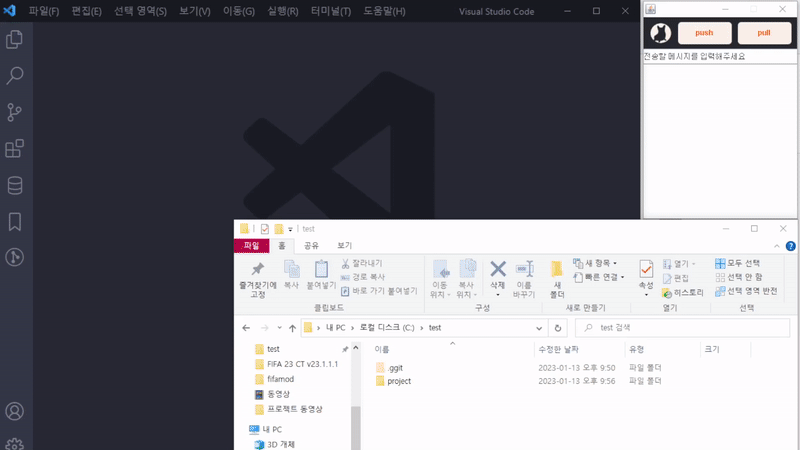 파일(F) 편집(E) 선택 영역(S) 보기(V) 이동(G) 실행(R) 터미널(T) 도움말(H) Visual Studio Code
push pull
전송할 메시지를 입력해주세요
test
파일 홈 공유 보기
즐겨찾기에 고정
복사
붙여넣기
잘라내기
경로 복사
바로 가기 붙여넣기
클립보드
이동 위치
복사 위치
삭제
이름 바꾸기
구성
새 폴더
새 항목
빠른 연결
새로 만들기
속성
열기
편집
히스토리
열기
모두 선택
선택 안 함
선택 영역 반전
선택
내 PC > 로컬 디스크 (C:) > test
test 검색
test
FIFA 23 CT v23.1.1.1
fifamod
동영상
프로젝트 동영상
내 PC
3D 개체
이름 수정한 날짜 유형 크기
.ggit 2023-01-13 오후 9:50 파일 폴더
project 2023-01-13 오후 9:56 파일 폴더